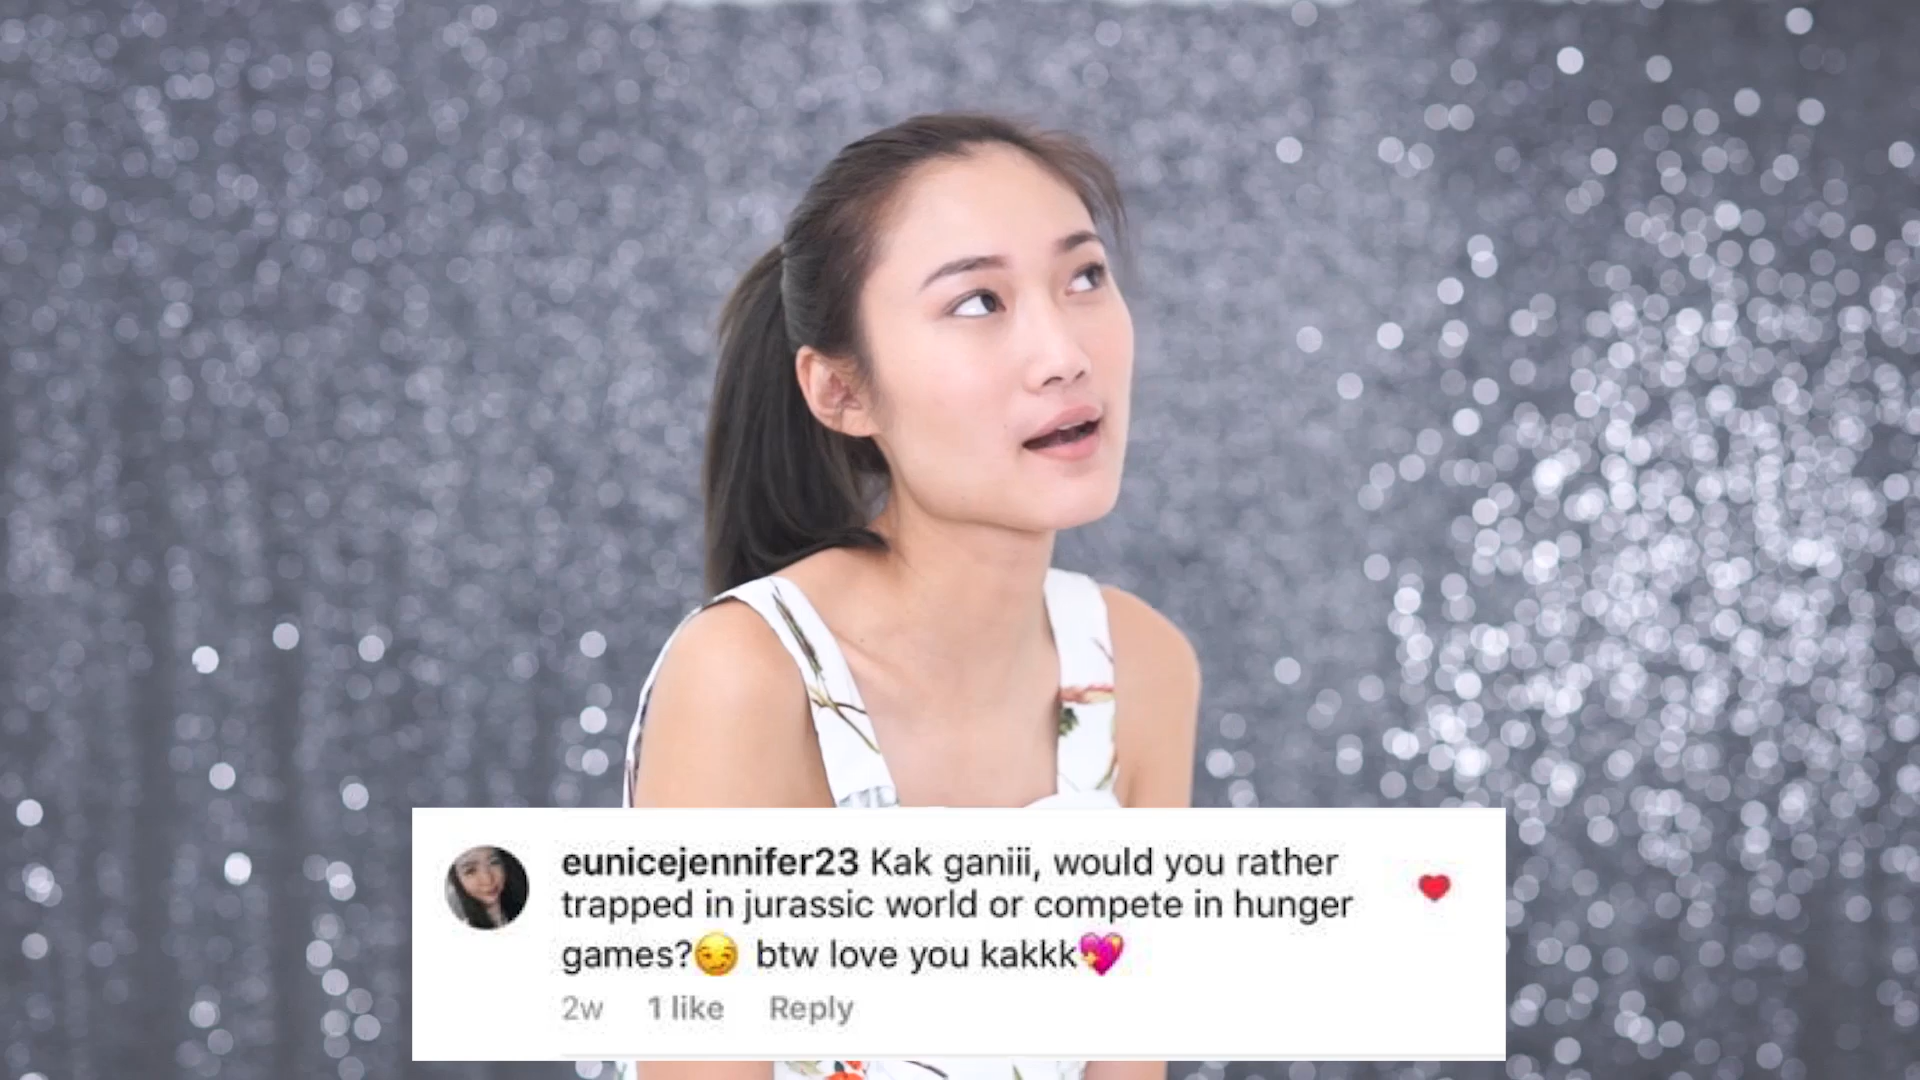 eunicejennifer23 Kak ganiii, would you rather
trapped in jurassic world or compete in hunger
games?😏 btw love you kakkk💖
2w 1 like Reply